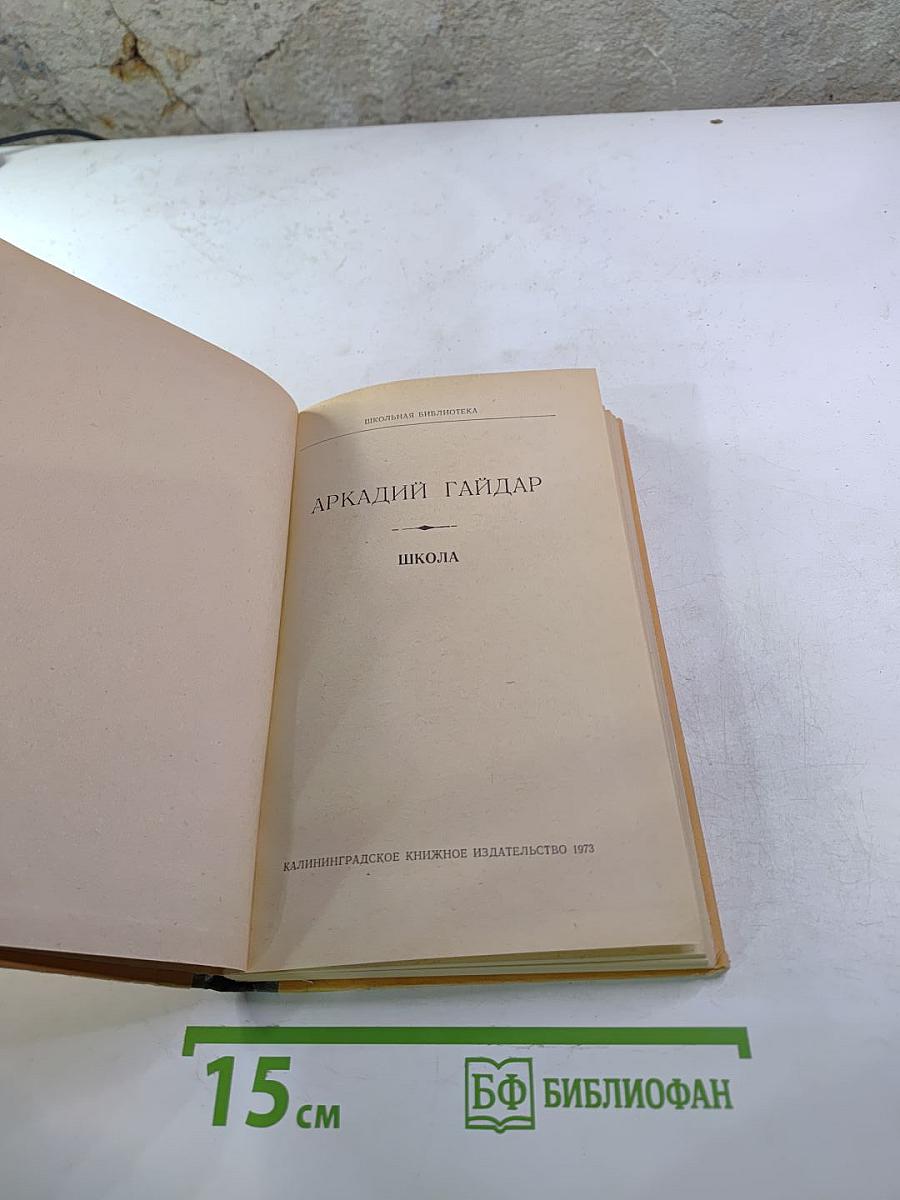 ШКОЛЬНАЯ БИБЛИОТЕКА
АРКАДИЙ ГАЙДАР
ШКОЛА
КАЛИНИНГРАДСКОЕ КНИЖНОЕ ИЗДАТЕЛЬСТВО 1973
15 см
БФ БИБЛИОФАН